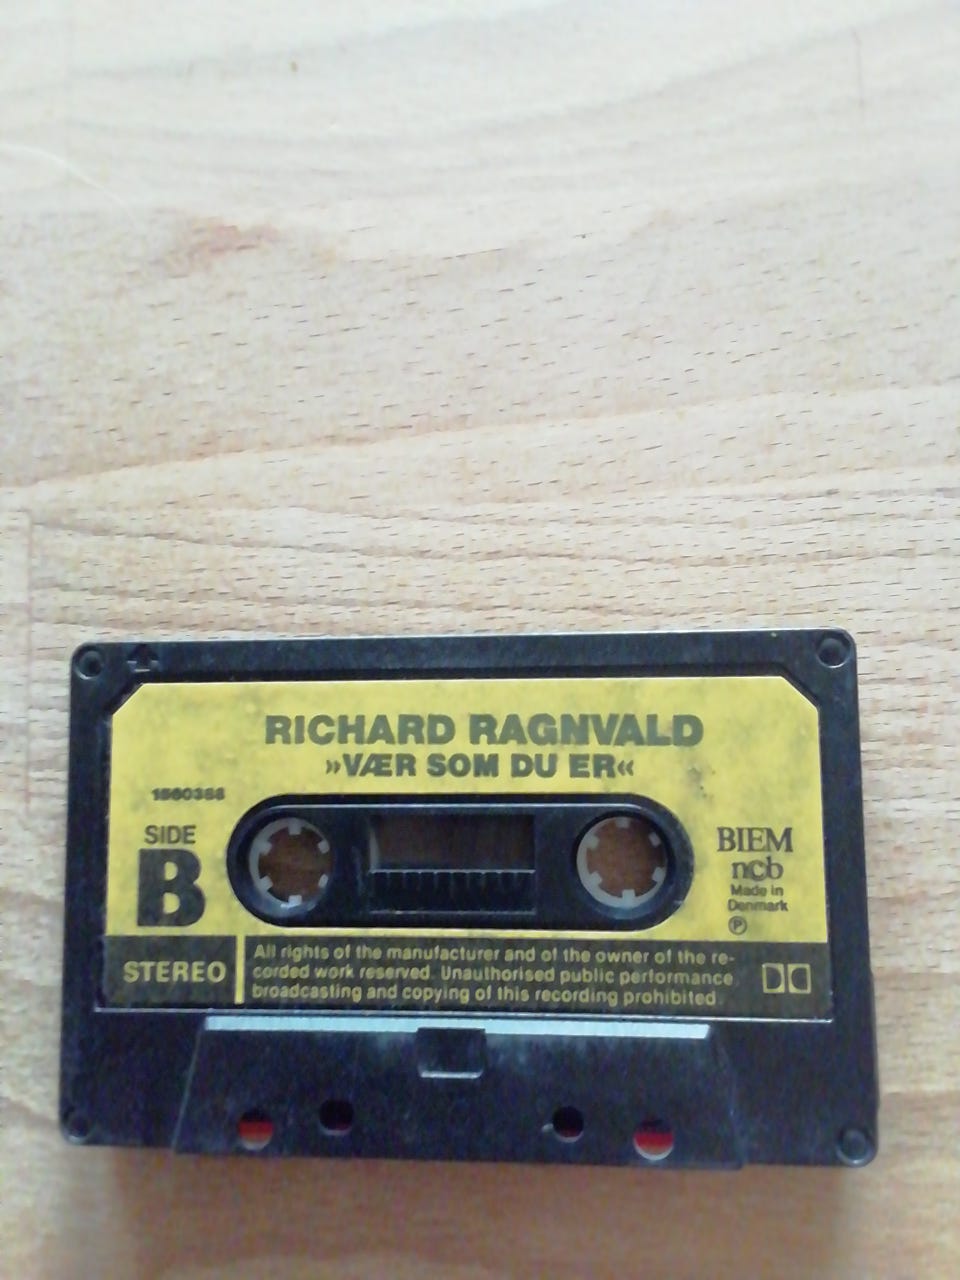 RICHARD RAGNVALD
»VÆR SOM DU ER«
SIDE
B
BIEM
ncb
Made in
Denmark
Ⓟ
STEREO
All rights of the manufacturer and of the owner of the re-
corded work reserved. Unauthorised public performance
broadcasting and copying of this recording prohibited.